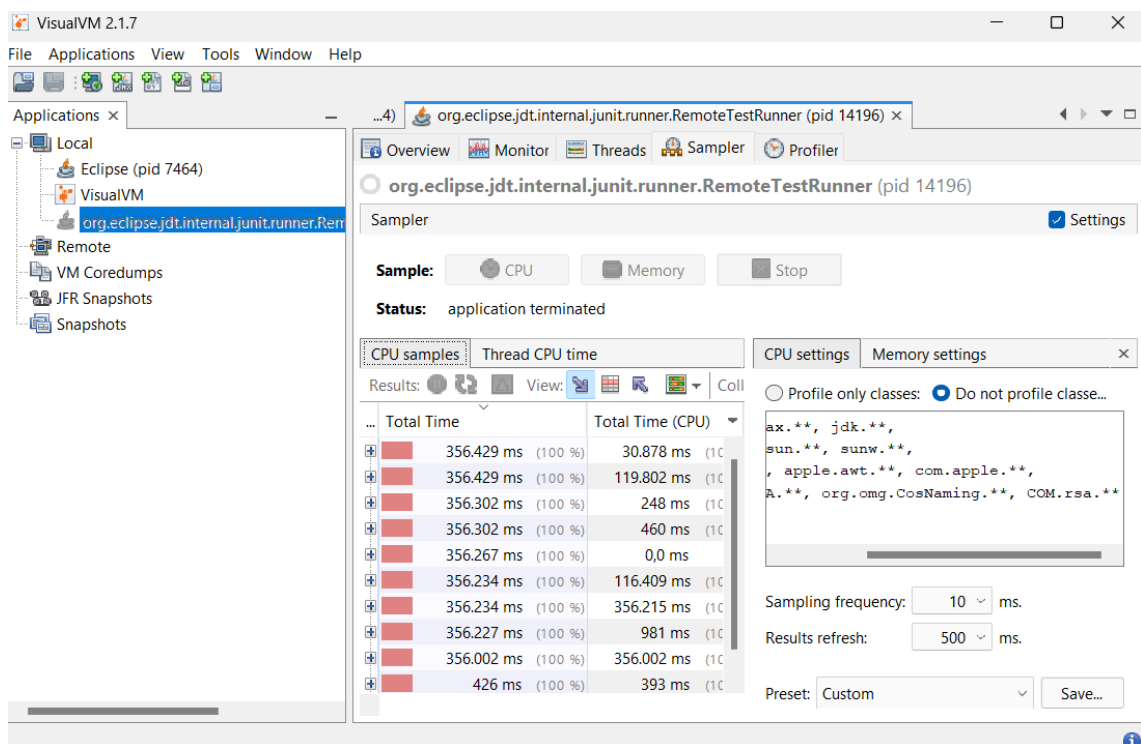 VisualVM 2.1.7
File Applications View Tools Window Help
Applications
...4) org.eclipse.jdt.internal.junit.runner.RemoteTestRunner (pid 14196)
Local
Eclipse (pid 7464)
VisualVM
org.eclipse.jdt.internal.junit.runner.Rem
Remote
VM Coredumps
JFR Snapshots
Snapshots
Overview Monitor Threads Sampler Profiler
org.eclipse.jdt.internal.junit.runner.RemoteTestRunner (pid 14196)
Sampler Settings
Sample: CPU Memory Stop
Status: application terminated
CPU samples Thread CPU time
Results: View: Coll
... Total Time Total Time (CPU)
356.429 ms (100 %) 30.878 ms (10
356.429 ms (100 %) 119.802 ms (10
356.302 ms (100 %) 248 ms (10
356.302 ms (100 %) 460 ms (10
356.267 ms (100 %) 0,0 ms
356.234 ms (100 %) 116.409 ms (10
356.234 ms (100 %) 356.215 ms (10
356.227 ms (100 %) 981 ms (10
356.002 ms (100 %) 356.002 ms (10
426 ms (100 %) 393 ms (10
CPU settings Memory settings
Profile only classes: Do not profile classe...
ax.**, jdk.**,
sun.**, sunw.**,
, apple.awt.**, com.apple.**,
A.**, org.omg.CosNaming.**, COM.rsa.**
Sampling frequency: 10 ms.
Results refresh: 500 ms.
Preset: Custom Save...